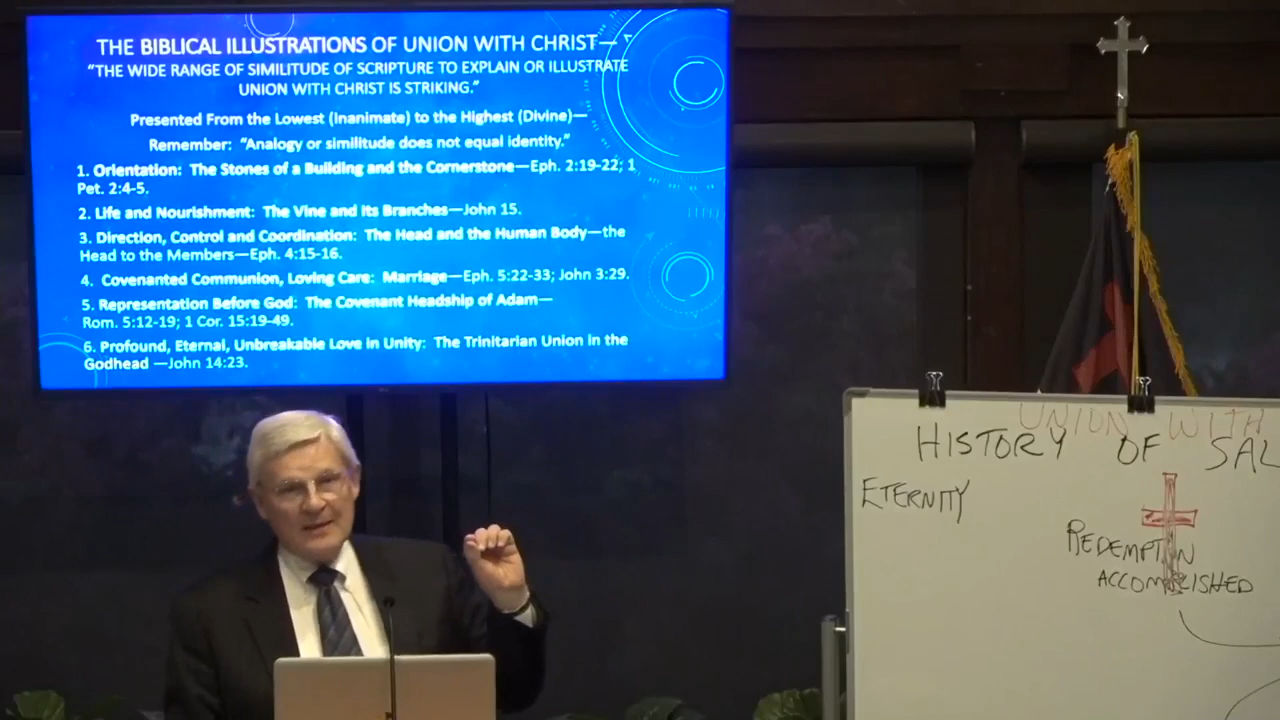 THE BIBLICAL ILLUSTRATIONS OF UNION WITH CHRIST—
"THE WIDE RANGE OF SIMILITUDE OF SCRIPTURE TO EXPLAIN OR ILLUSTRATE
UNION WITH CHRIST IS STRIKING."
Presented From the Lowest (Inanimate) to the Highest (Divine)—
Remember: "Analogy or similitude does not equal identity."
1. Orientation: The Stones of a Building and the Cornerstone—Eph. 2:19-22; 1
Pet. 2:4-5.
2. Life and Nourishment: The Vine and Its Branches—John 15.
3. Direction, Control and Coordination: The Head and the Human Body—the
Head to the Members—Eph. 4:15-16.
4. Covenanted Communion, Loving Care: Marriage—Eph. 5:22-33; John 3:29.
5. Representation Before God: The Covenant Headship of Adam—
Rom. 5:12-19; 1 Cor. 15:19-49.
6. Profound, Eternal, Unbreakable Love in Unity: The Trinitarian Union in the
Godhead —John 14:23.
UNION WITH
HISTORY OF SAL
ETERNITY
REDEMPTION
ACCOMPLISHED